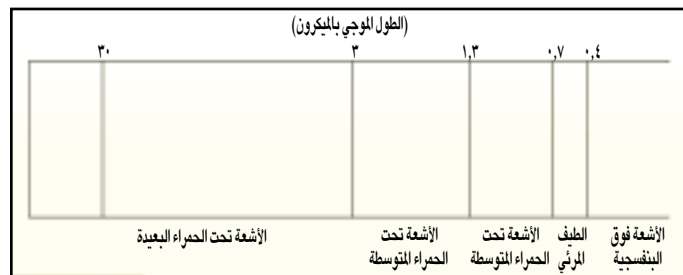 (الطول الموجي بالميكرون)
٠,٤
٠,٧
١,٣
٣
٣٠
الأشعة فوق
البنفسجية
الطيف
المرئي
الأشعة تحت
الحمراء المتوسطة
الأشعة تحت
الحمراء المتوسطة
الأشعة تحت الحمراء البعيدة